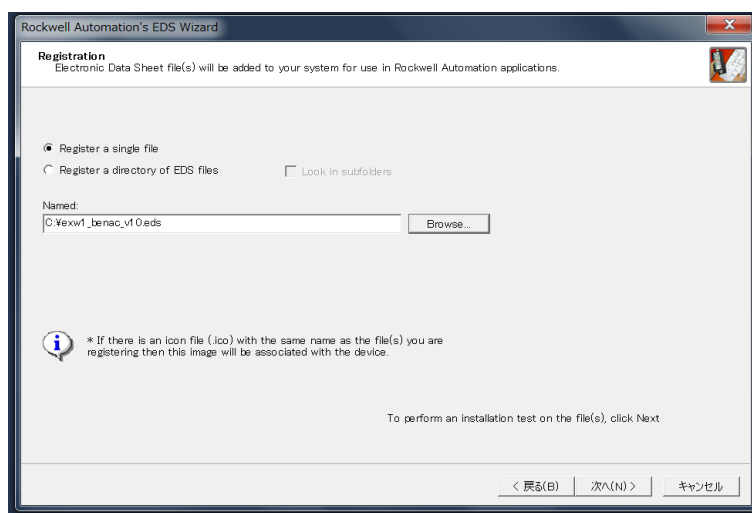 Rockwell Automation's EDS Wizard
Registration
Electronic Data Sheet file(s) will be added to your system for use in Rockwell Automation applications.
Register a single file
Register a directory of EDS files
Look in subfolders
Named:
C:¥exw1_benac_v10.eds
Browse...
* If there is an icon file (.ico) with the same name as the file(s) you are
registering then this image will be associated with the device.
To perform an installation test on the file(s), click Next
< 戻る(B)
次へ(N) >
キャンセル